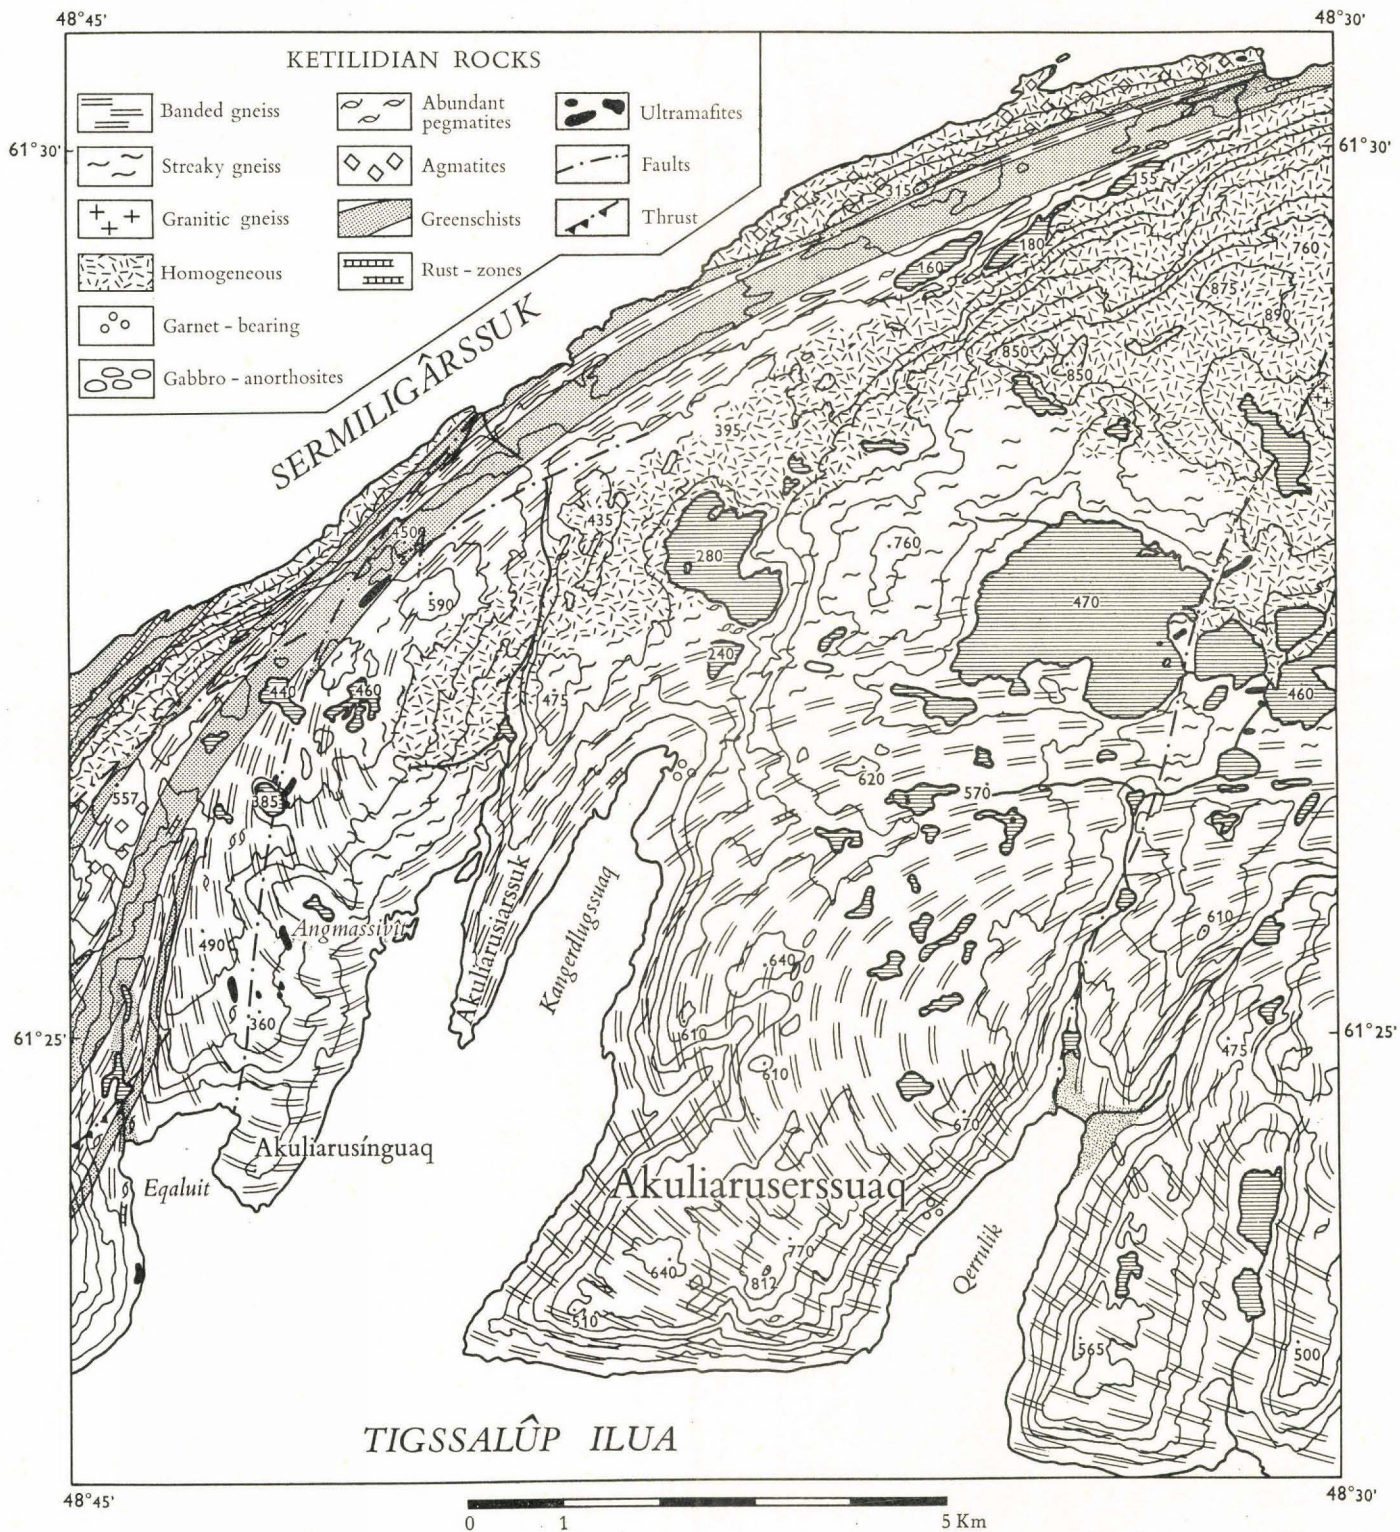 48°45'
48°30'
KETILIDIAN ROCKS
Banded gneiss
Streaky gneiss
Granitic gneiss
Homogeneous
Garnet - bearing
Gabbro - anorthosites
Abundant
pegmatites
Agmatites
Greenschists
Rust - zones
Ultramafites
Faults
Thrust
61°30'
61°30'
SERMILIGÂRSSUK
315
155
180
160
760
875
890
850
850
395
435
450
280
760
590
470
240
440
460
475
460
620
570
557
385
Akuliarusiarssuk
Kangerdlugssuaq
610
490
Angmassivît
640
360
610
475
61°25'
61°25'
610
670
Akuliarusínguaq
Eqaluit
Akuliaruserssuaq
Qerrulik
770
640
812
510
565
500
TIGSSALÛP ILUA
48°45'
48°30'
0
1
5 Km